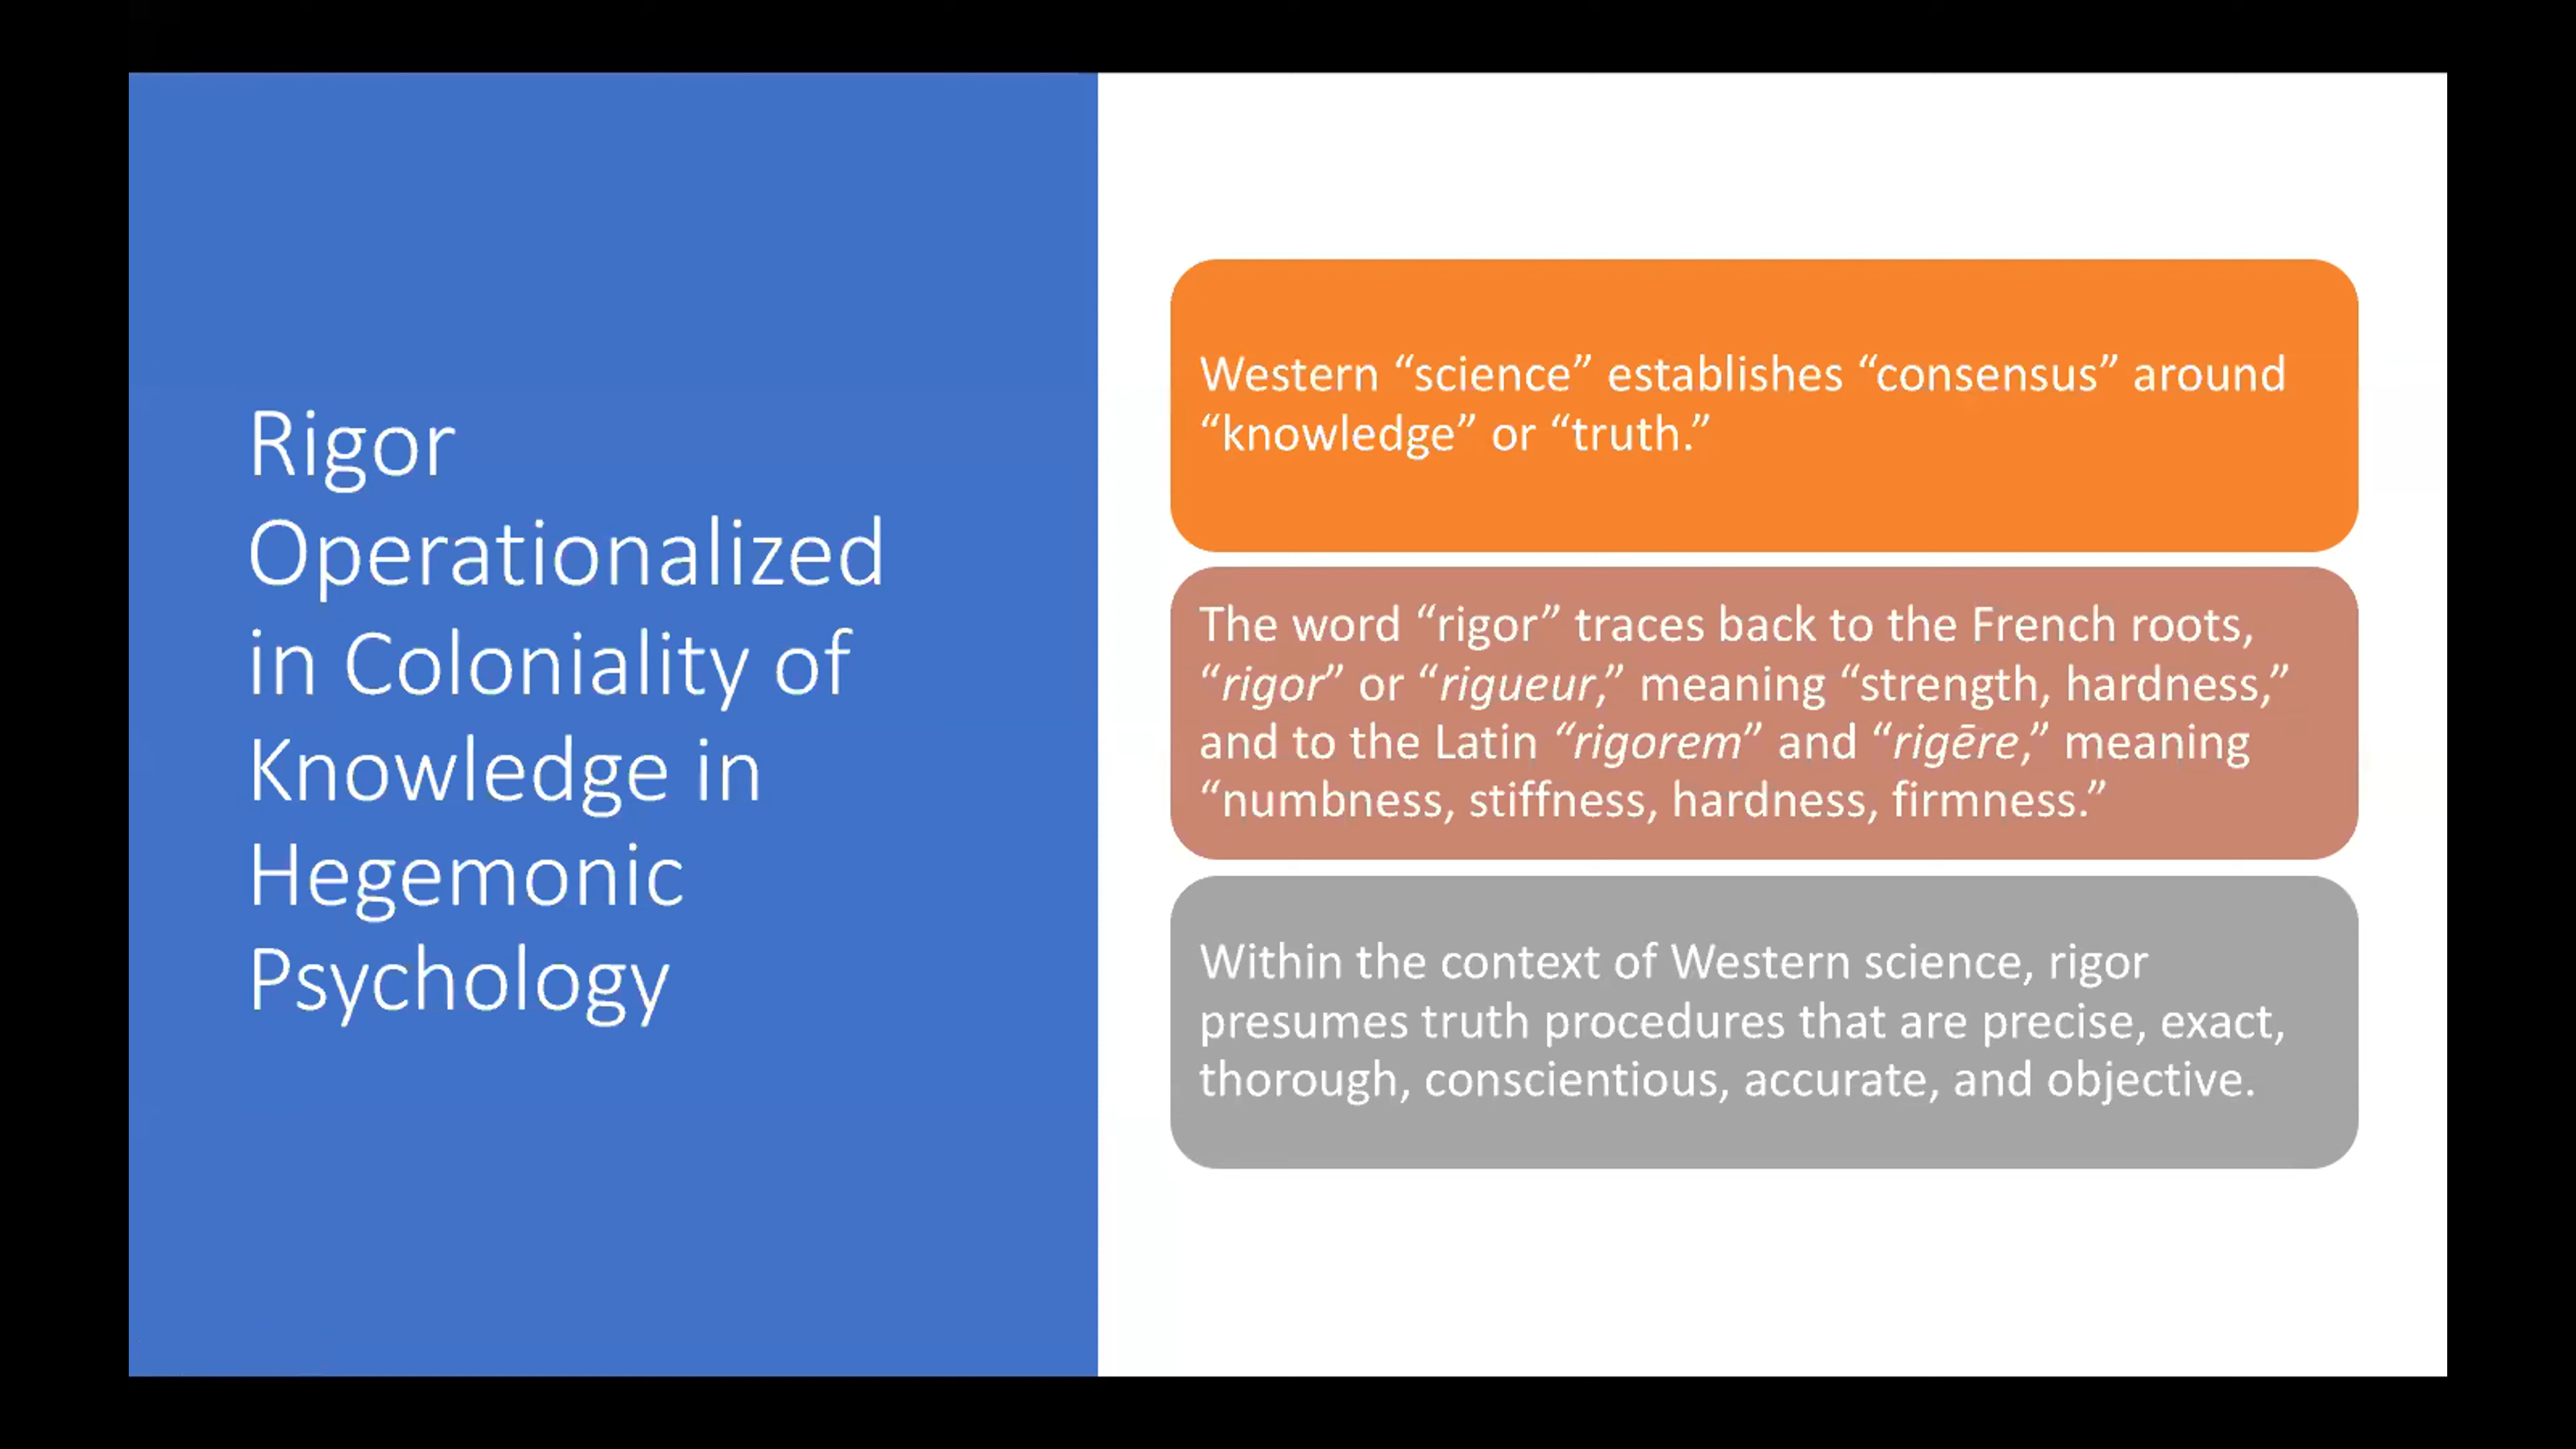 Rigor
Operationalized
in Coloniality of
Knowledge in
Hegemonic
Psychology
Western “science” establishes “consensus” around
“knowledge” or “truth.”
The word “rigor” traces back to the French roots,
“rigor” or “rigueur,” meaning “strength, hardness,”
and to the Latin “rigorem” and “rigēre,” meaning
“numbness, stiffness, hardness, firmness.”
Within the context of Western science, rigor
presumes truth procedures that are precise, exact,
thorough, conscientious, accurate, and objective.